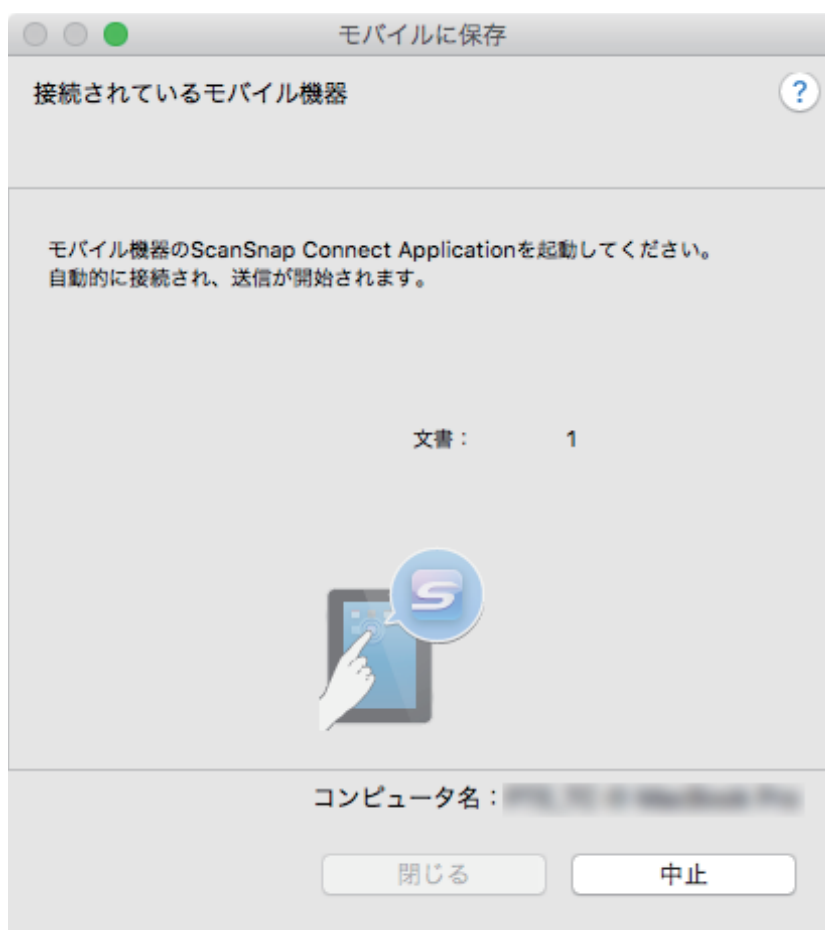 モバイルに保存
接続されているモバイル機器
?
モバイル機器のScanSnap Connect Applicationを起動してください。
自動的に接続され、送信が開始されます。
文書： 1
S
コンピュータ名：
閉じる 中止